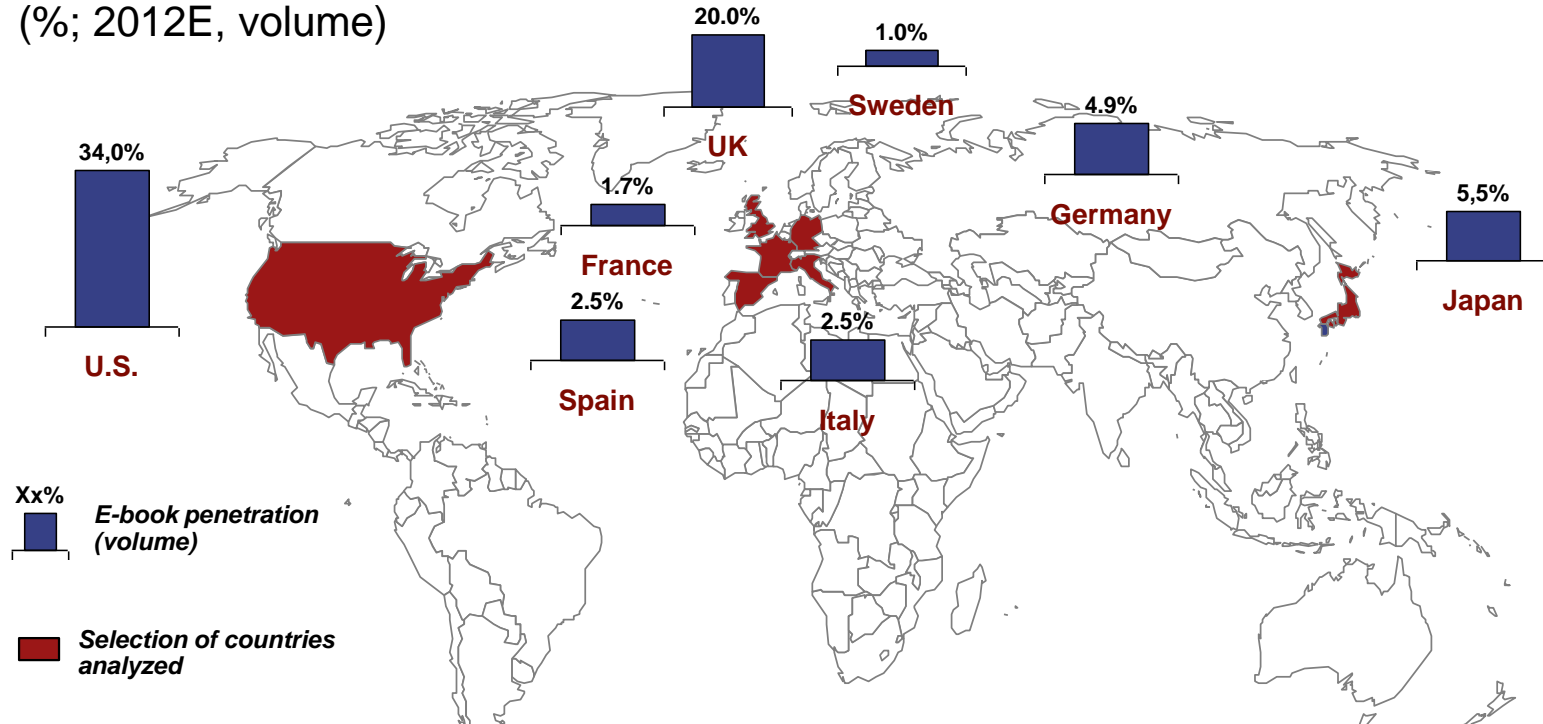 (%; 2012E, volume)
20.0%
UK
1.0%
Sweden
4.9%
Germany
34,0%
U.S.
1.7%
France
5,5%
Japan
2.5%
Spain
2.5%
Italy
Xx%
E-book penetration
(volume)
Selection of countries
analyzed